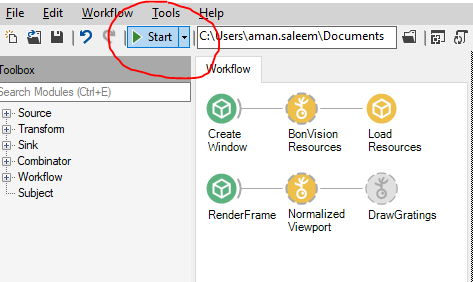 File Edit Workflow Tools Help
Start C:\Users\aman.saleem\Documents
Toolbox
Search Modules (Ctrl+E)
Source
Transform
Sink
Combinator
Workflow
Subject
Workflow
Create Window
BonVision Resources
Load Resources
RenderFrame
Normalized Viewport
DrawGratings